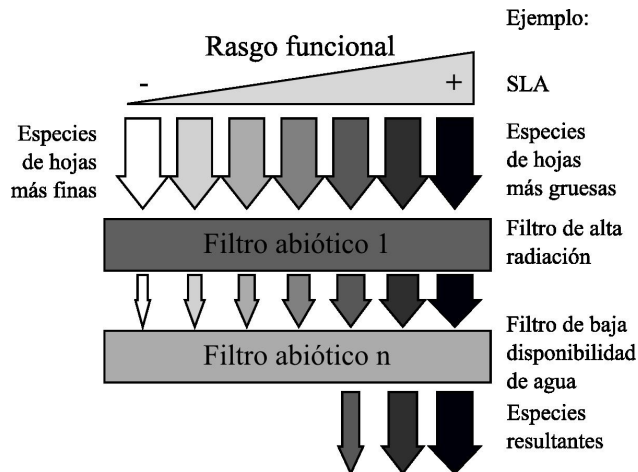 Ejemplo:
Rasgo funcional
- +
SLA
Especies
de hojas
más finas
Especies
de hojas
más gruesas
Filtro abiótico 1
Filtro de alta
radiación
Filtro abiótico n
Filtro de baja
disponibilidad
de agua
Especies
resultantes